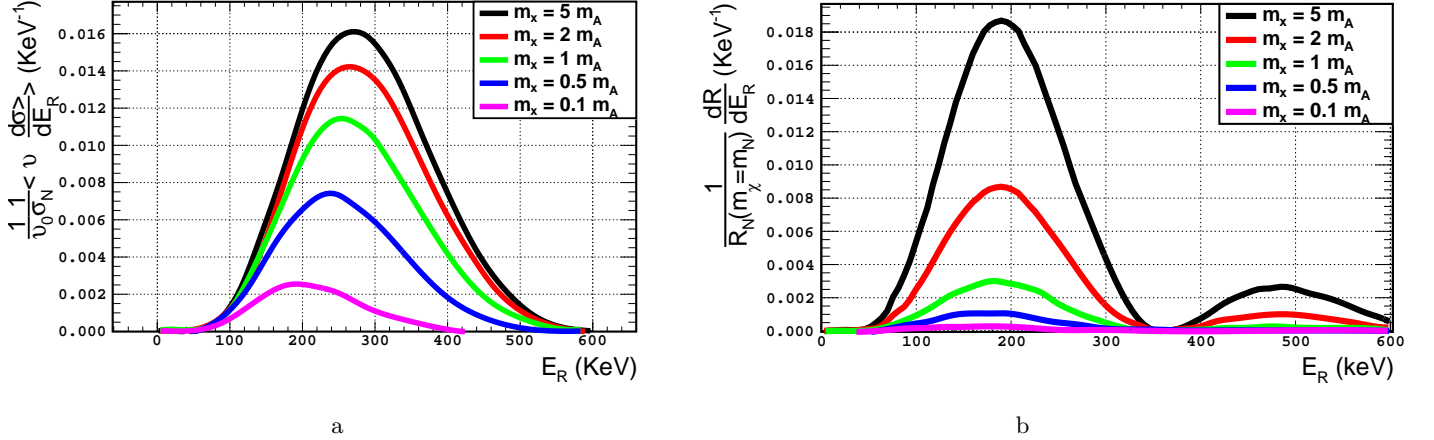 1/υ₀ 1/σ_N < υ dσ/dE_R > (KeV⁻¹)
0.016
0.014
0.012
0.010
0.008
0.006
0.004
0.002
0.000
0 100 200 300 400 500 600
E_R (KeV)
m_x = 5 m_A
m_x = 2 m_A
m_x = 1 m_A
m_x = 0.5 m_A
m_x = 0.1 m_A
a
1/R_N(m_χ=m_N) dR/dE_R (KeV⁻¹)
0.018
0.016
0.014
0.012
0.010
0.008
0.006
0.004
0.002
0.000
0 100 200 300 400 500 600
E_R (keV)
m_x = 5 m_A
m_x = 2 m_A
m_x = 1 m_A
m_x = 0.5 m_A
m_x = 0.1 m_A
b